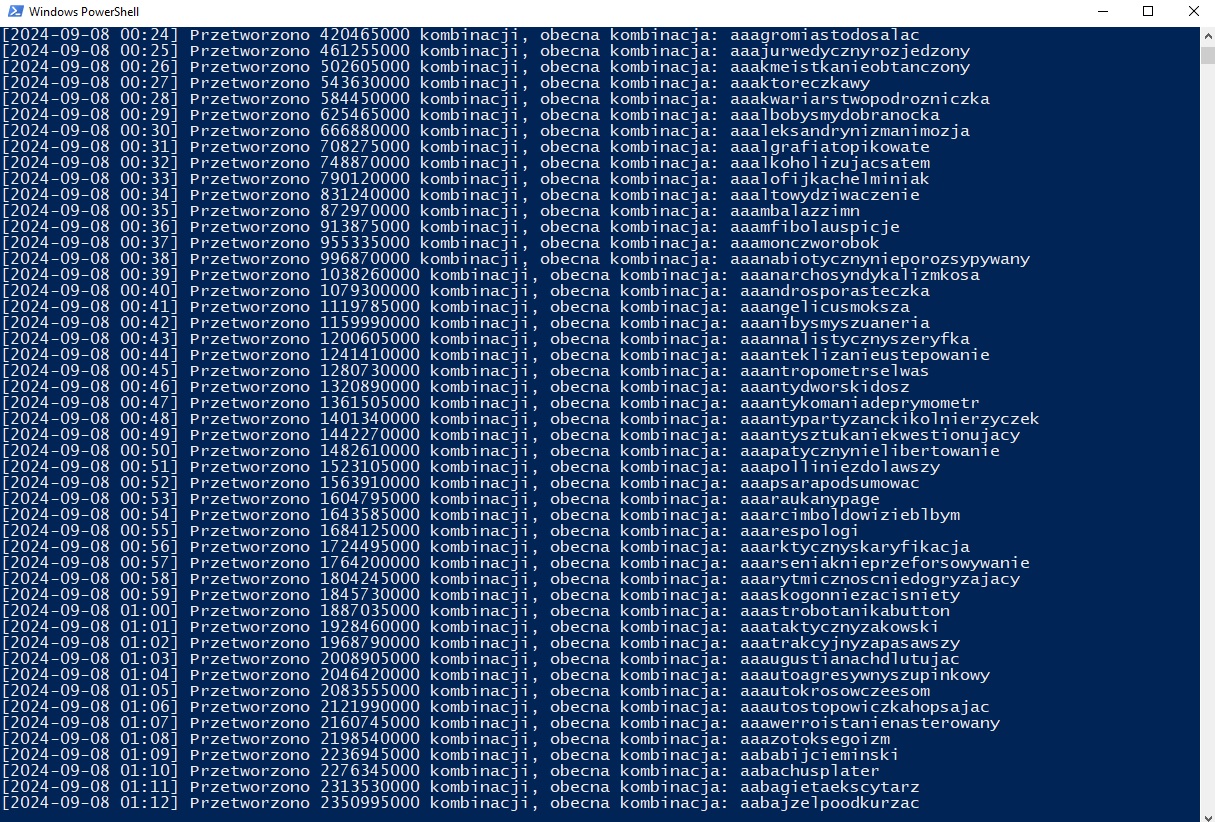 Windows PowerShell
[2024-09-08 00:24] Przetworzono 420465000 kombinacji, obecna kombinacja: aaagromiastodosalac
[2024-09-08 00:25] Przetworzono 461255000 kombinacji, obecna kombinacja: aaajurwedycznyrozjedzony
[2024-09-08 00:26] Przetworzono 502605000 kombinacji, obecna kombinacja: aaakmeistkanieobtanczony
[2024-09-08 00:27] Przetworzono 543630000 kombinacji, obecna kombinacja: aaaktoreczkawy
[2024-09-08 00:28] Przetworzono 584450000 kombinacji, obecna kombinacja: aaakwariarstwopodrozniczka
[2024-09-08 00:29] Przetworzono 625465000 kombinacji, obecna kombinacja: aaalbobysmydobranocka
[2024-09-08 00:30] Przetworzono 666880000 kombinacji, obecna kombinacja: aaaleksandrynizmanimozja
[2024-09-08 00:31] Przetworzono 708275000 kombinacji, obecna kombinacja: aaalgrafiatopikowate
[2024-09-08 00:32] Przetworzono 748870000 kombinacji, obecna kombinacja: aaalkoholizujacsatem
[2024-09-08 00:33] Przetworzono 790120000 kombinacji, obecna kombinacja: aaalofijkachelminiak
[2024-09-08 00:34] Przetworzono 831240000 kombinacji, obecna kombinacja: aaaltowydziwaczenie
[2024-09-08 00:35] Przetworzono 872970000 kombinacji, obecna kombinacja: aaambalazzimn
[2024-09-08 00:36] Przetworzono 913875000 kombinacji, obecna kombinacja: aaamfibolauspicje
[2024-09-08 00:37] Przetworzono 955335000 kombinacji, obecna kombinacja: aaamonczworobok
[2024-09-08 00:38] Przetworzono 996870000 kombinacji, obecna kombinacja: aaanabiotycznynieporozsypywany
[2024-09-08 00:39] Przetworzono 1038260000 kombinacji, obecna kombinacja: aaanarchosyndykalizmkosa
[2024-09-08 00:40] Przetworzono 1079300000 kombinacji, obecna kombinacja: aaandrosporasteczka
[2024-09-08 00:41] Przetworzono 1119785000 kombinacji, obecna kombinacja: aaangelicusmoksza
[2024-09-08 00:42] Przetworzono 1159990000 kombinacji, obecna kombinacja: aaanibysmyszuaneria
[2024-09-08 00:43] Przetworzono 1200605000 kombinacji, obecna kombinacja: aaannalistycznyszeryfka
[2024-09-08 00:44] Przetworzono 1241410000 kombinacji, obecna kombinacja: aaanteklizanieustepowanie
[2024-09-08 00:45] Przetworzono 1280730000 kombinacji, obecna kombinacja: aaantropometrselwas
[2024-09-08 00:46] Przetworzono 1320890000 kombinacji, obecna kombinacja: aaantydworskidosz
[2024-09-08 00:47] Przetworzono 1361505000 kombinacji, obecna kombinacja: aaantykomaniadeprymometr
[2024-09-08 00:48] Przetworzono 1401340000 kombinacji, obecna kombinacja: aaantypartyzanckikolnierzyczek
[2024-09-08 00:49] Przetworzono 1442270000 kombinacji, obecna kombinacja: aaantysztukaniekwestionujacy
[2024-09-08 00:50] Przetworzono 1482610000 kombinacji, obecna kombinacja: aaapatycznynielibertowanie
[2024-09-08 00:51] Przetworzono 1523105000 kombinacji, obecna kombinacja: aaapolliniezdolawszy
[2024-09-08 00:52] Przetworzono 1563910000 kombinacji, obecna kombinacja: aaapsarapodsumowac
[2024-09-08 00:53] Przetworzono 1604795000 kombinacji, obecna kombinacja: aaaraukanypage
[2024-09-08 00:54] Przetworzono 1643585000 kombinacji, obecna kombinacja: aaarcimboldowizieblbym
[2024-09-08 00:55] Przetworzono 1684125000 kombinacji, obecna kombinacja: aaarespologi
[2024-09-08 00:56] Przetworzono 1724495000 kombinacji, obecna kombinacja: aaarktycznyskaryfikacja
[2024-09-08 00:57] Przetworzono 1764200000 kombinacji, obecna kombinacja: aaarseniaknieprzeforsowywanie
[2024-09-08 00:58] Przetworzono 1804245000 kombinacji, obecna kombinacja: aaarytmicznoscniedogryzajacy
[2024-09-08 00:59] Przetworzono 1845730000 kombinacji, obecna kombinacja: aaaskogonniezacisniety
[2024-09-08 01:00] Przetworzono 1887035000 kombinacji, obecna kombinacja: aaastrobotanikabutton
[2024-09-08 01:01] Przetworzono 1928460000 kombinacji, obecna kombinacja: aaataktycznyzakowski
[2024-09-08 01:02] Przetworzono 1968790000 kombinacji, obecna kombinacja: aaatrakcyjnyzapasawszy
[2024-09-08 01:03] Przetworzono 2008905000 kombinacji, obecna kombinacja: aaaugustianachdlutujac
[2024-09-08 01:04] Przetworzono 2046420000 kombinacji, obecna kombinacja: aaautoagresywnyszupinkowy
[2024-09-08 01:05] Przetworzono 2083555000 kombinacji, obecna kombinacja: aaautokrosowczeesom
[2024-09-08 01:06] Przetworzono 2121990000 kombinacji, obecna kombinacja: aaautostopowiczkahopsajac
[2024-09-08 01:07] Przetworzono 2160745000 kombinacji, obecna kombinacja: aaawerroistanienasterowany
[2024-09-08 01:08] Przetworzono 2198540000 kombinacji, obecna kombinacja: aaazotoksegoizm
[2024-09-08 01:09] Przetworzono 2236945000 kombinacji, obecna kombinacja: aababijcieminski
[2024-09-08 01:10] Przetworzono 2276345000 kombinacji, obecna kombinacja: aabachusplater
[2024-09-08 01:11] Przetworzono 2313530000 kombinacji, obecna kombinacja: aabagietaekscytarz
[2024-09-08 01:12] Przetworzono 2350995000 kombinacji, obecna kombinacja: aabajzelpoodkurzac